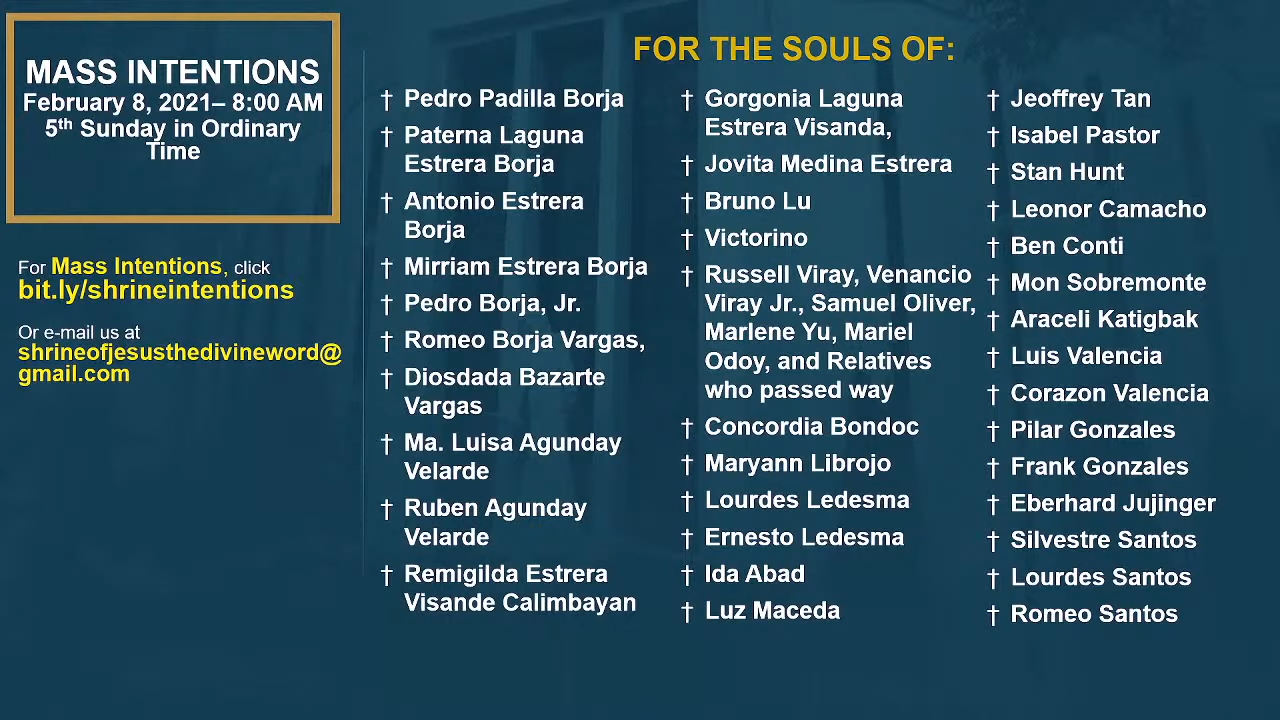 MASS INTENTIONS
February 8, 2021– 8:00 AM
5th Sunday in Ordinary
Time
For Mass Intentions, click
bit.ly/shrineintentions
Or e-mail us at
shrineofjesusthedivineword@
gmail.com
FOR THE SOULS OF:
† Pedro Padilla Borja
† Paterna Laguna
Estrera Borja
† Antonio Estrera
Borja
† Mirriam Estrera Borja
† Pedro Borja, Jr.
† Romeo Borja Vargas,
† Diosdada Bazarte
Vargas
† Ma. Luisa Agunday
Velarde
† Ruben Agunday
Velarde
† Remigilda Estrera
Visande Calimbayan
† Gorgonia Laguna
Estrera Visanda,
† Jovita Medina Estrera
† Bruno Lu
† Victorino
† Russell Viray, Venancio
Viray Jr., Samuel Oliver,
Marlene Yu, Mariel
Odoy, and Relatives
who passed way
† Concordia Bondoc
† Maryann Librojo
† Lourdes Ledesma
† Ernesto Ledesma
† Ida Abad
† Luz Maceda
† Jeoffrey Tan
† Isabel Pastor
† Stan Hunt
† Leonor Camacho
† Ben Conti
† Mon Sobremonte
† Araceli Katigbak
† Luis Valencia
† Corazon Valencia
† Pilar Gonzales
† Frank Gonzales
† Eberhard Jujinger
† Silvestre Santos
† Lourdes Santos
† Romeo Santos